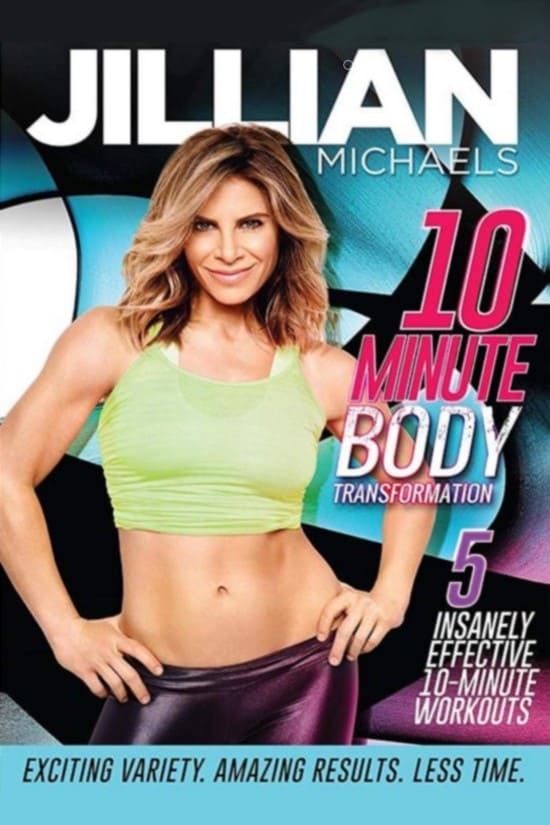 JILLIAN
MICHAELS
10
MINUTE
BODY
TRANSFORMATION
5
INSANELY
EFFECTIVE
10-MINUTE
WORKOUTS
EXCITING VARIETY. AMAZING RESULTS. LESS TIME.